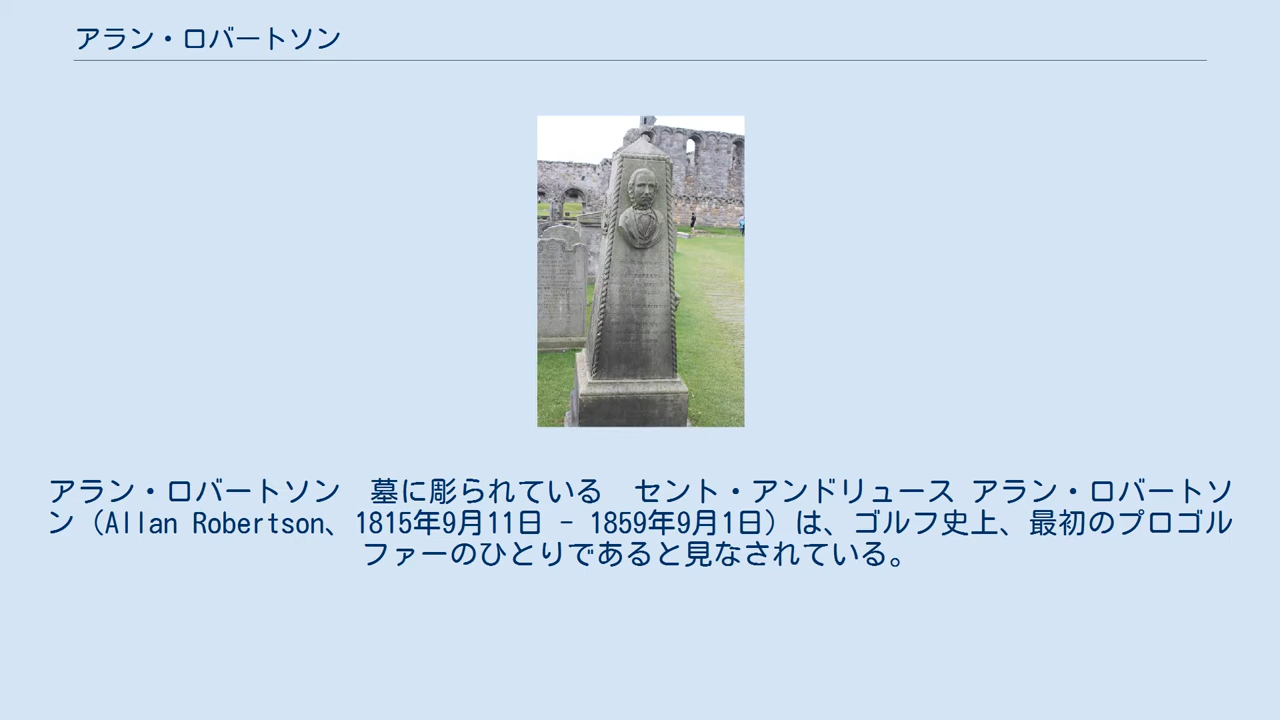 アラン・ロバートソン
アラン・ロバートソン　墓に彫られている　セント・アンドリュース アラン・ロバートソ
ン（Allan Robertson、1815年9月11日 - 1859年9月1日）は、ゴルフ史上、最初のプロゴル
ファーのひとりであると見なされている。